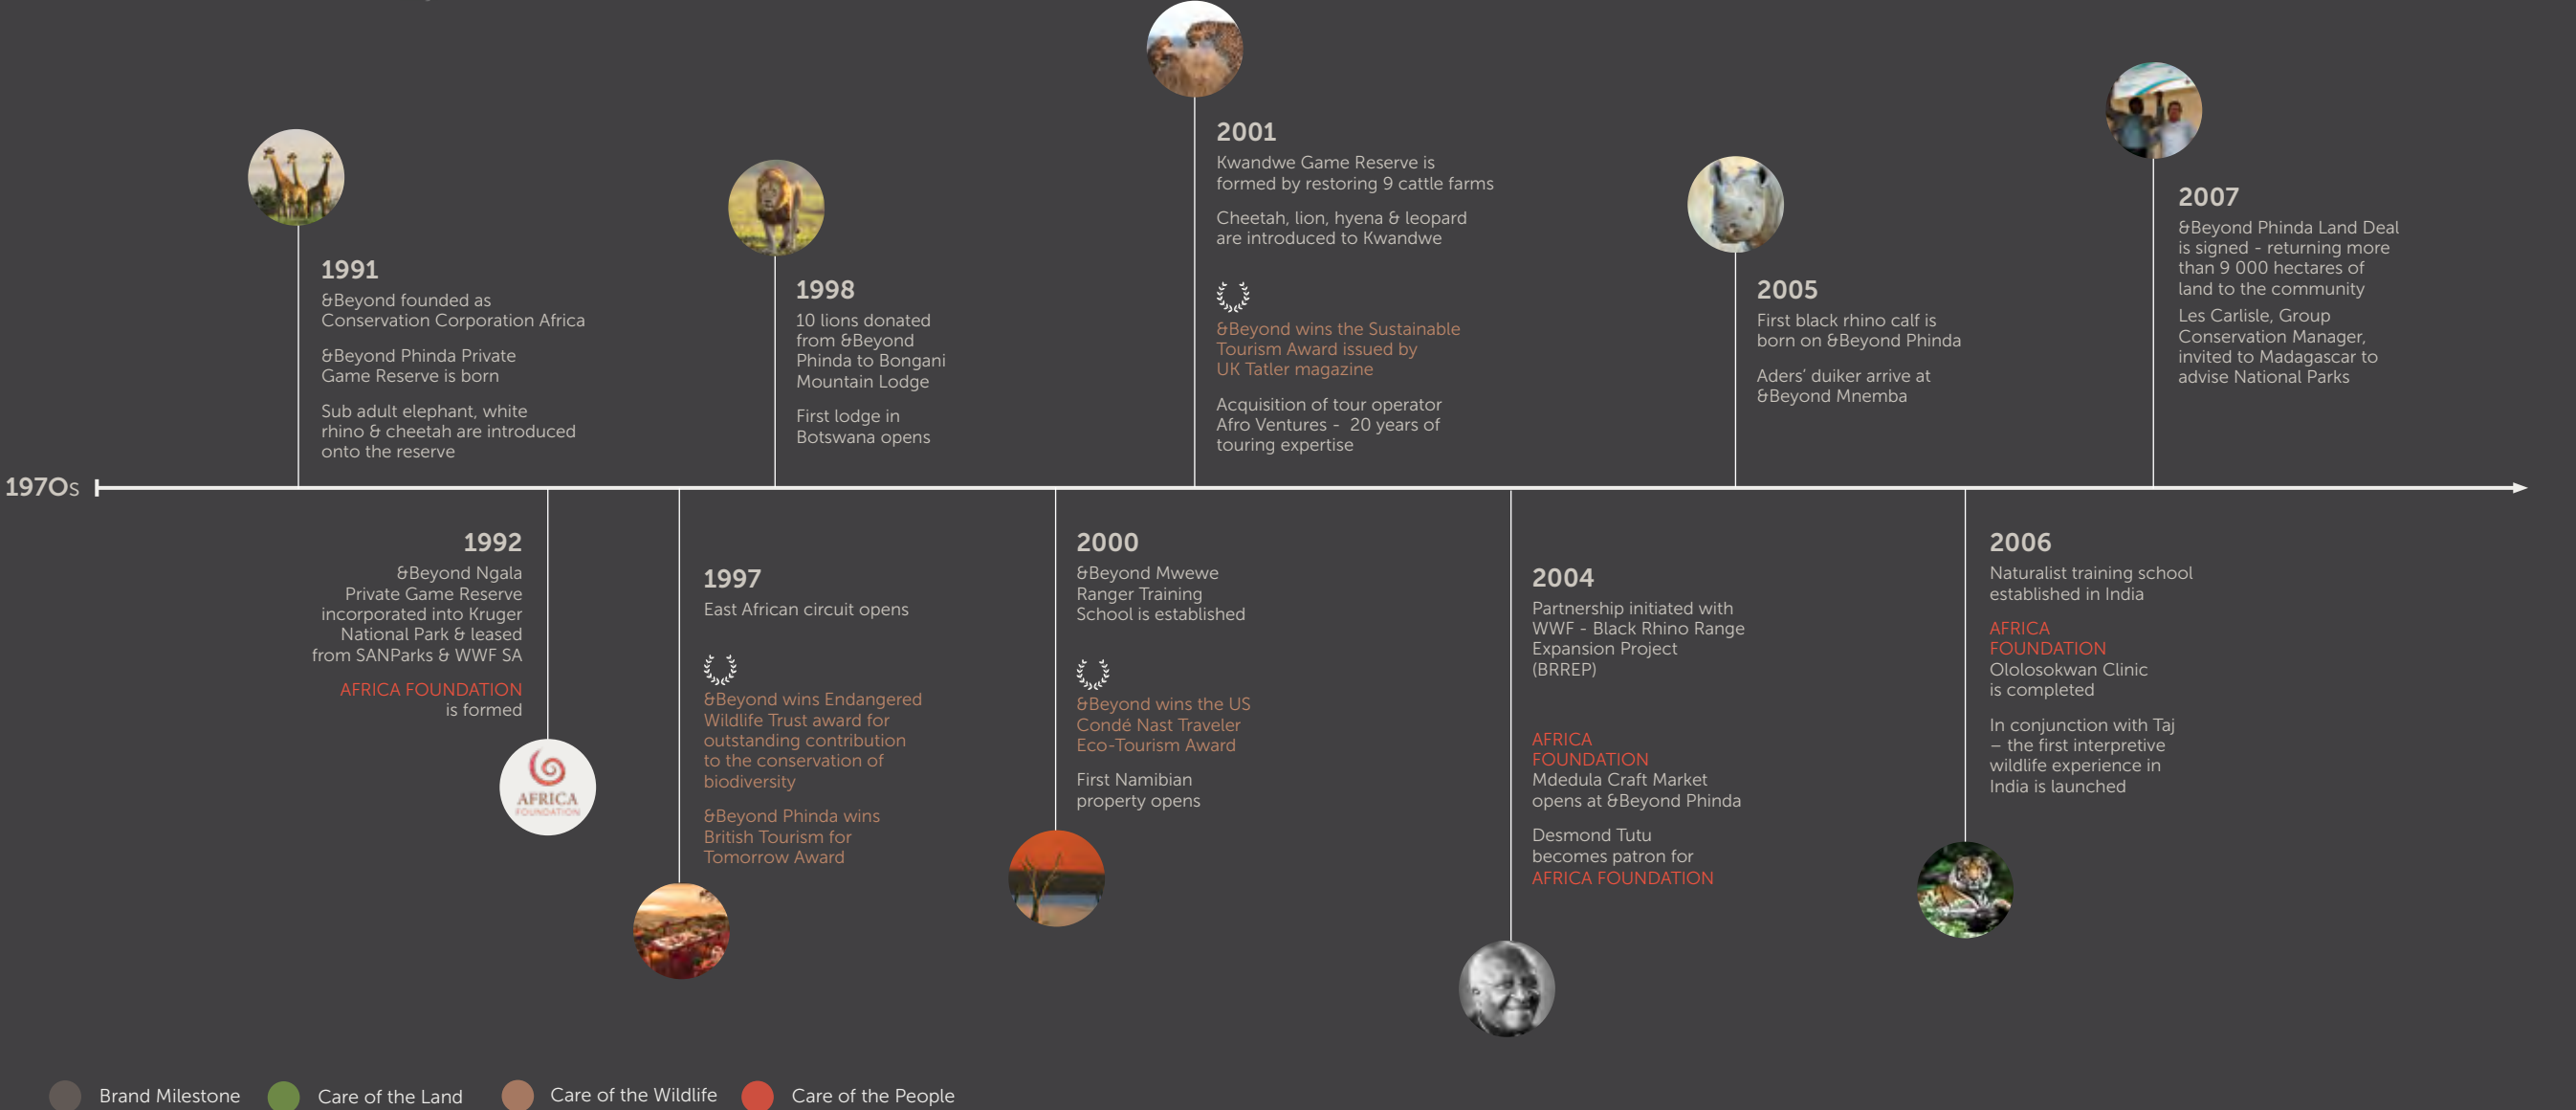 1991
&Beyond founded as
Conservation Corporation Africa
&Beyond Phinda Private
Game Reserve is born
Sub adult elephant, white
rhino & cheetah are introduced
onto the reserve
1998
10 lions donated
from &Beyond
Phinda to Bongani
Mountain Lodge
First lodge in
Botswana opens
2001
Kwandwe Game Reserve is
formed by restoring 9 cattle farms
Cheetah, lion, hyena & leopard
are introduced to Kwandwe
&Beyond wins the Sustainable
Tourism Award issued by
UK Tatler magazine
Acquisition of tour operator
Afro Ventures - 20 years of
touring expertise
2005
First black rhino calf is
born on &Beyond Phinda
Aders’ duiker arrive at
&Beyond Mnemba
2007
&Beyond Phinda Land Deal
is signed - returning more
than 9 000 hectares of
land to the community
Les Carlisle, Group
Conservation Manager,
invited to Madagascar to
advise National Parks
1970s
1992
&Beyond Ngala
Private Game Reserve
incorporated into Kruger
National Park & leased
from SANParks & WWF SA
AFRICA FOUNDATION
is formed
AFRICA
FOUNDATION
1997
East African circuit opens
&Beyond wins Endangered
Wildlife Trust award for
outstanding contribution
to the conservation of
biodiversity
&Beyond Phinda wins
British Tourism for
Tomorrow Award
2000
&Beyond Mwewe
Ranger Training
School is established
&Beyond wins the US
Condé Nast Traveler
Eco-Tourism Award
First Namibian
property opens
2004
Partnership initiated with
WWF - Black Rhino Range
Expansion Project
(BRREP)
AFRICA
FOUNDATION
Mdedula Craft Market
opens at &Beyond Phinda
Desmond Tutu
becomes patron for
AFRICA FOUNDATION
2006
Naturalist training school
established in India
AFRICA
FOUNDATION
Ololosokwan Clinic
is completed
In conjunction with Taj
– the first interpretive
wildlife experience in
India is launched
Brand Milestone
Care of the Land
Care of the Wildlife
Care of the People